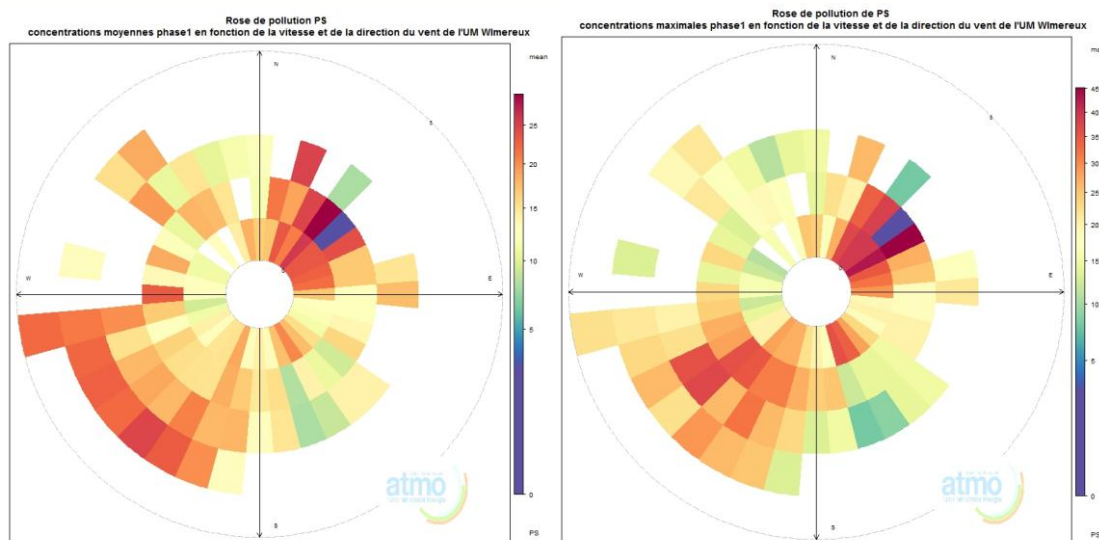 Rose de pollution PS
concentrations moyennes phase1 en fonction de la vitesse et de la direction du vent de l'UM WImereux
mean
N
S
W
E
S
25
20
15
10
5
0
PS
atmo
Rose de pollution de PS
concentrations maximales phase1 en fonction de la vitesse et de la direction du vent de l'UM WImereux
N
W
E
S
45
40
35
30
25
20
15
10
5
0
PS
atmo